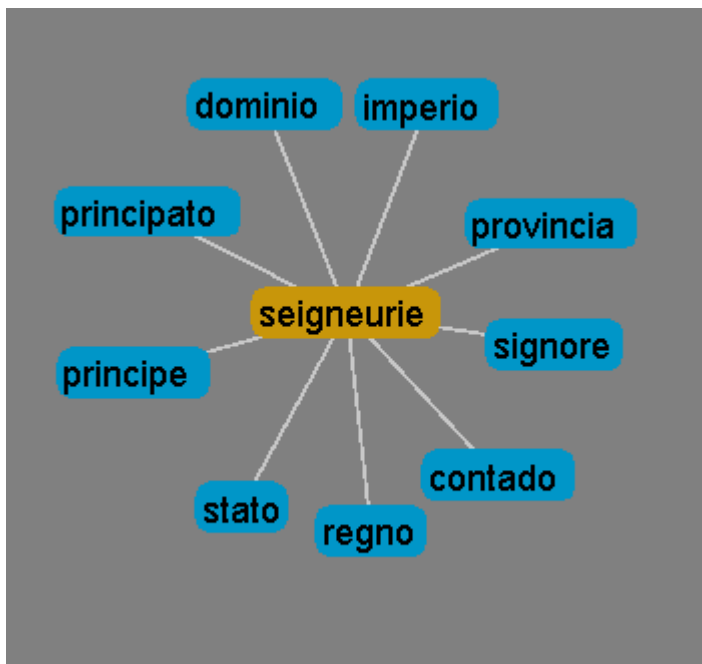 dominio
imperio
principato
provincia
seigneurie
signore
principe
contado
stato
regno